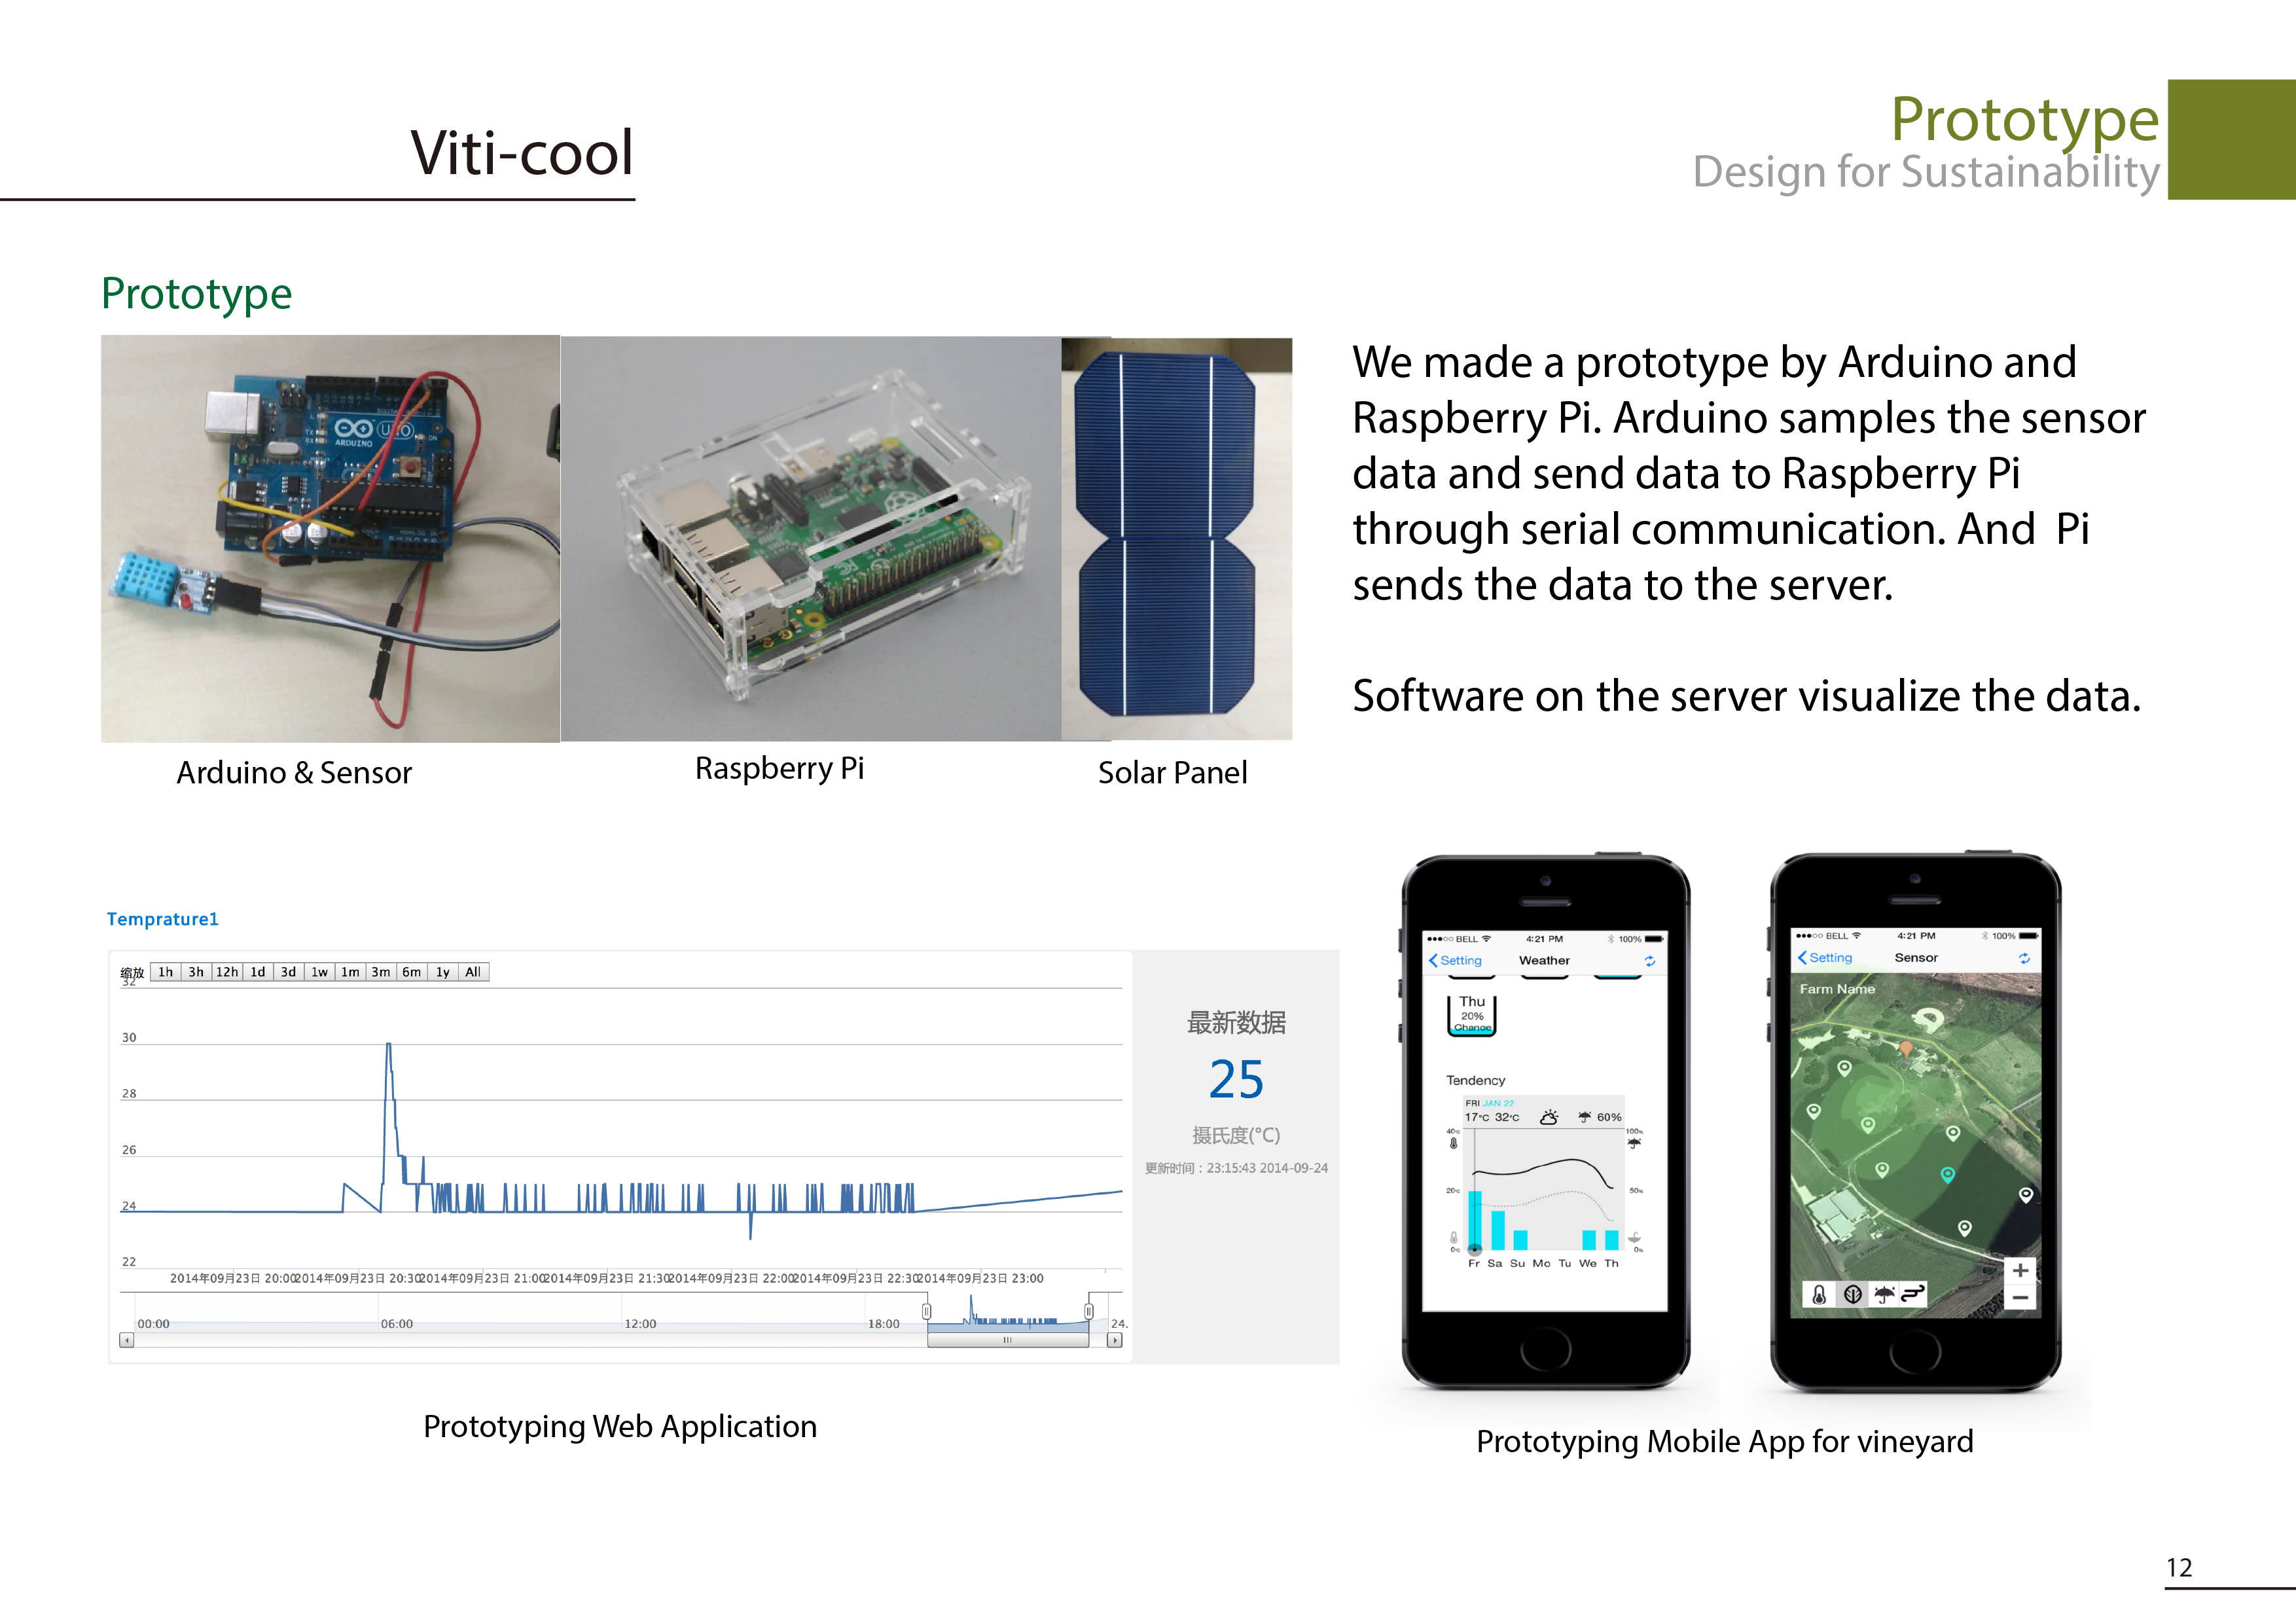 Viti-cool
Prototype
Design for Sustainability
Prototype
ARDUINO
UNO
TX
RX
ON
Arduino & Sensor
Raspberry Pi
Solar Panel
We made a prototype by Arduino and
Raspberry Pi. Arduino samples the sensor
data and send data to Raspberry Pi
through serial communication. And  Pi
sends the data to the server.
Software on the server visualize the data.
Temprature1
缩放 1h 3h 12h 1d 3d 1w 1m 3m 6m 1y All
32
30
28
26
24
22
2014年09月23日 20:00 2014年09月23日 20:30 2014年09月23日 21:00 2014年09月23日 21:30 2014年09月23日 22:00 2014年09月23日 22:30 2014年09月23日 23:00
00:00 06:00 12:00 18:00 24.
最新数据
25
摄氏度(°C)
更新时间：23:15:43 2014-09-24
Prototyping Web Application
BELL 4:21 PM 100%
Setting Weather
Thu
20%
Chance
Tendency
FRI JAN 22
17°C 32°C 60%
40°C 100%
20°C 50%
0°C 0%
Fr Sa Su Mo Tu We Th
BELL 4:21 PM 100%
Setting Sensor
Farm Name
+
−
Prototyping Mobile App for vineyard
12